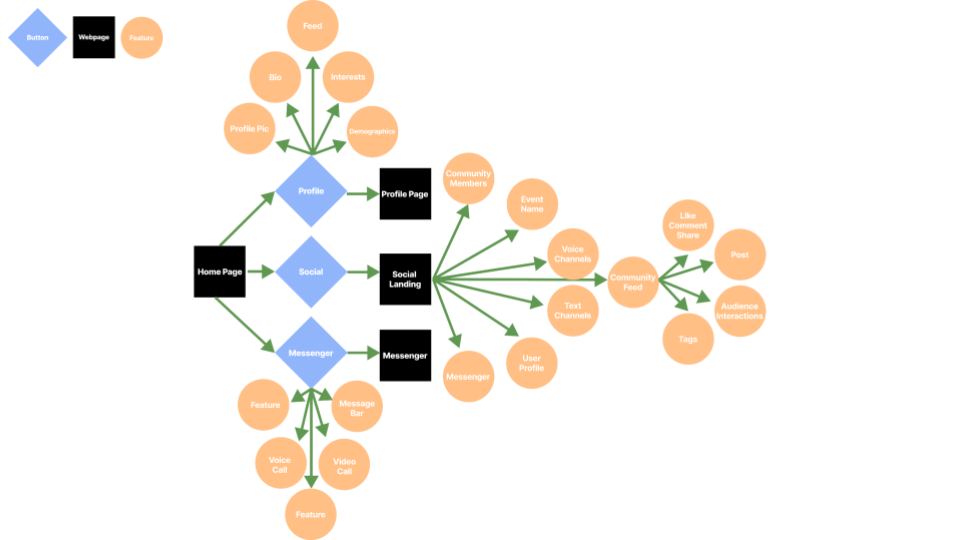 Button
Webpage
Feature
Feed
Bio
Interests
Profile Pic
Demographics
Profile
Profile Page
Home Page
Social
Social
Landing
Messenger
Messenger
Feature
Message
Bar
Voice
Call
Video
Call
Feature
Community
Members
Event
Name
Voice
Channels
Community
Feed
Text
Channels
User
Profile
Messenger
Like
Comment
Share
Post
Audience
Interactions
Tags